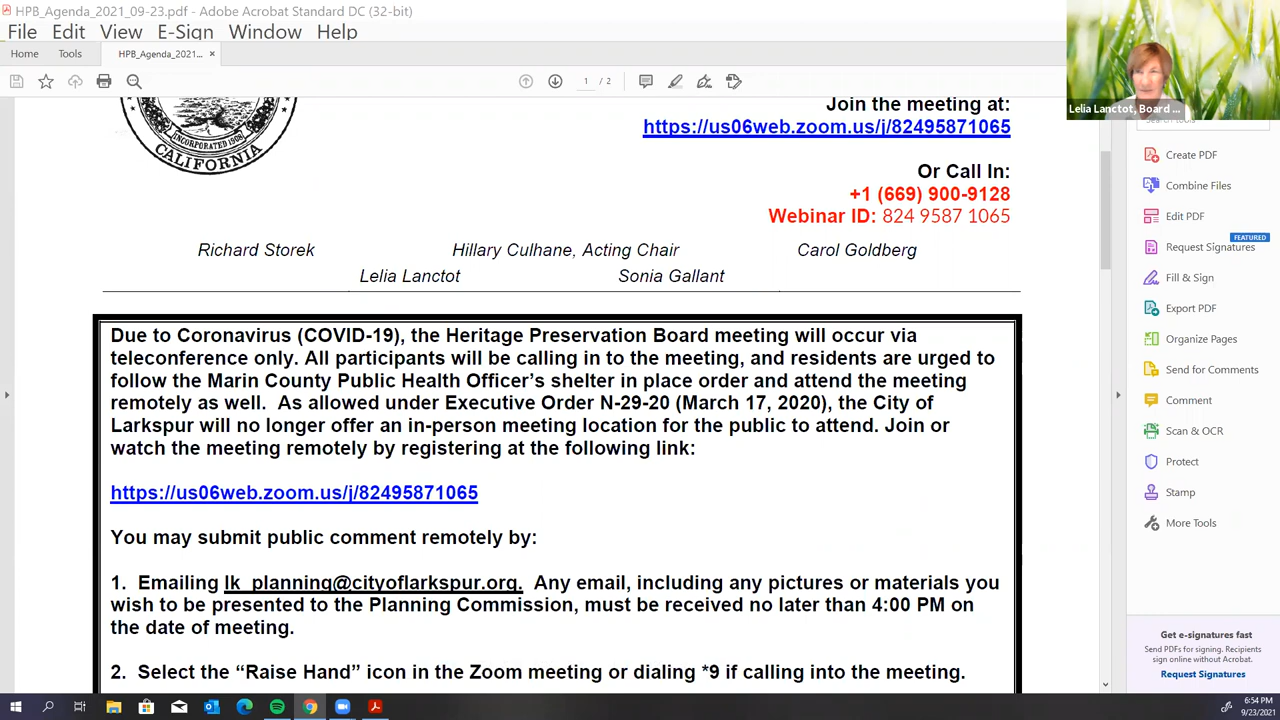 HPB_Agenda_2021_09-23.pdf - Adobe Acrobat Standard DC (32-bit)
File Edit View E-Sign Window Help
Home Tools HPB_Agenda_2021... ×
1 / 2
Lelia Lanctot, Board ...
INCORPORATED
CALIFORNIA
Join the meeting at:
https://us06web.zoom.us/j/82495871065
Or Call In:
+1 (669) 900-9128
Webinar ID: 824 9587 1065
Richard Storek Hillary Culhane, Acting Chair Carol Goldberg
Lelia Lanctot Sonia Gallant
Due to Coronavirus (COVID-19), the Heritage Preservation Board meeting will occur via
teleconference only. All participants will be calling in to the meeting, and residents are urged to
follow the Marin County Public Health Officer's shelter in place order and attend the meeting
remotely as well. As allowed under Executive Order N-29-20 (March 17, 2020), the City of
Larkspur will no longer offer an in-person meeting location for the public to attend. Join or
watch the meeting remotely by registering at the following link:
https://us06web.zoom.us/j/82495871065
You may submit public comment remotely by:
1. Emailing lk_planning@cityoflarkspur.org. Any email, including any pictures or materials you
wish to be presented to the Planning Commission, must be received no later than 4:00 PM on
the date of meeting.
2. Select the “Raise Hand” icon in the Zoom meeting or dialing *9 if calling into the meeting.
Search tools
Create PDF
Combine Files
Edit PDF
FEATURED
Request Signatures
Fill & Sign
Export PDF
Organize Pages
Send for Comments
Comment
Scan & OCR
Protect
Stamp
More Tools
Get e-signatures fast
Send PDFs for signing. Recipients
sign online without Acrobat.
Request Signatures
6:54 PM
9/23/2021